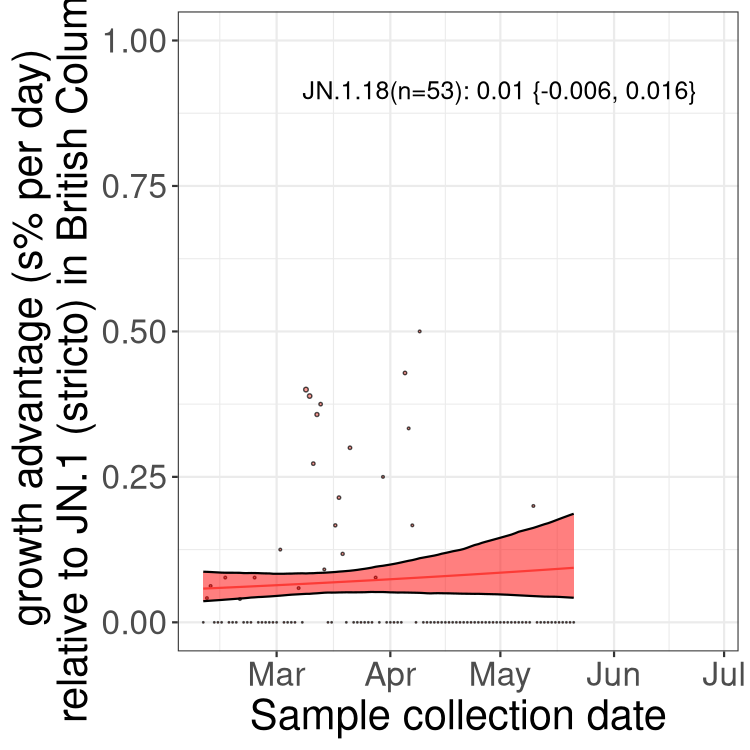 growth advantage (s% per day)
relative to JN.1 (stricto) in British Colum
1.00
0.75
0.50
0.25
0.00
JN.1.18(n=53): 0.01 {-0.006, 0.016}
Mar
Apr
May
Jun
Jul
Sample collection date